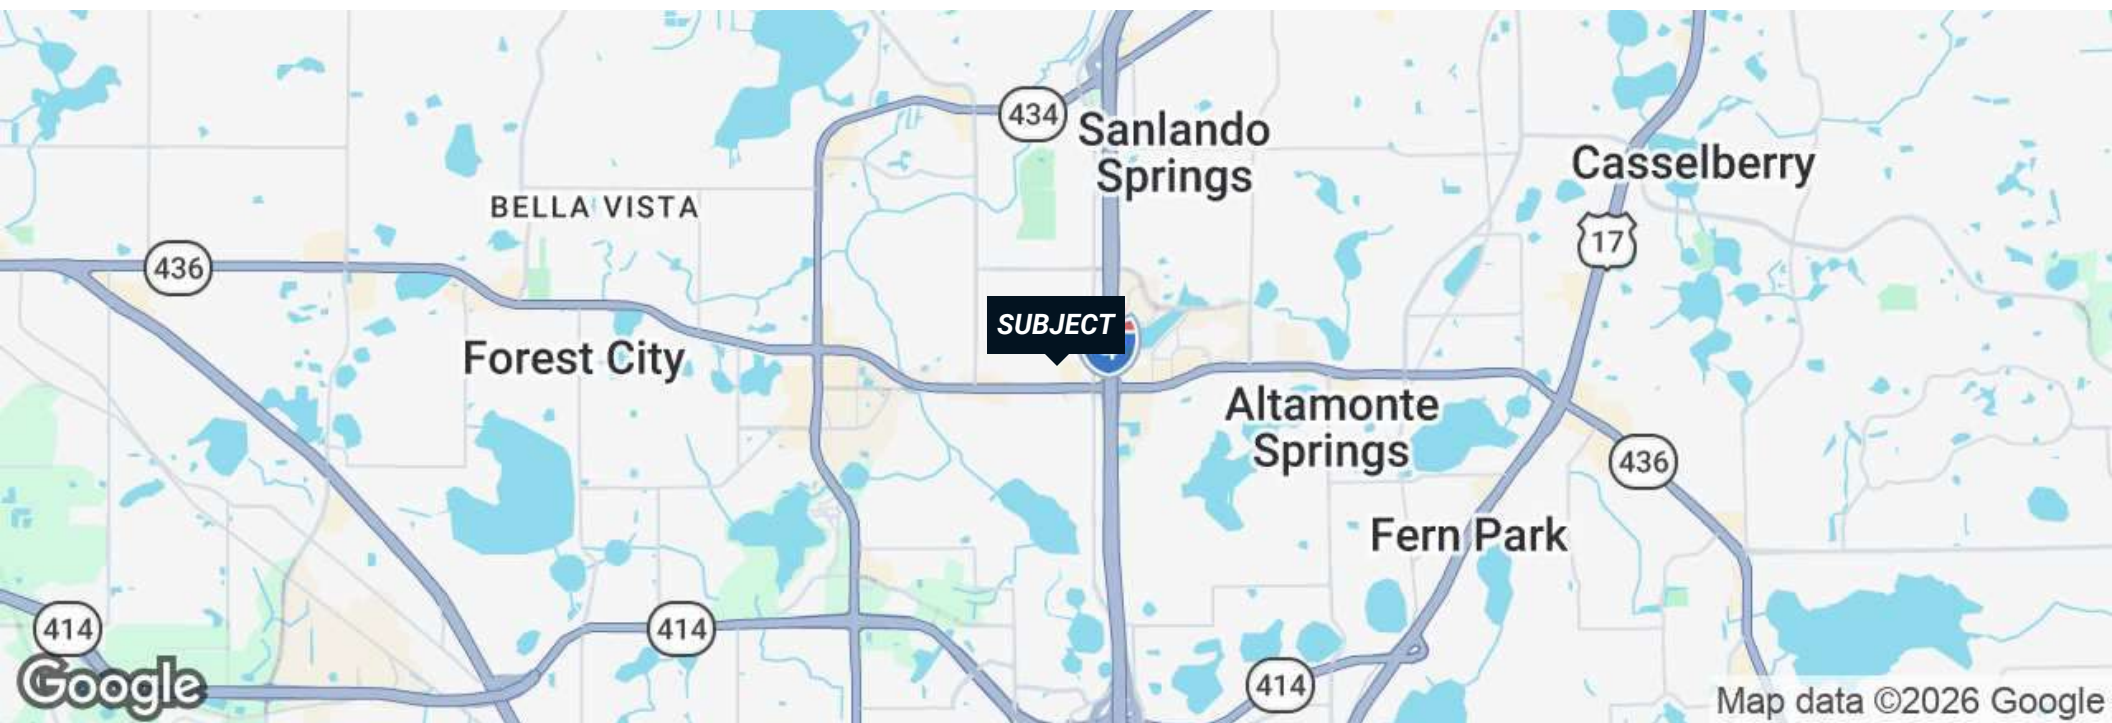 434
Sanlando
Springs
Casselberry
BELLA VISTA
17
436
SUBJECT
Forest City
Altamonte
Springs
436
Fern Park
414
414
414
Google
Map data ©2026 Google